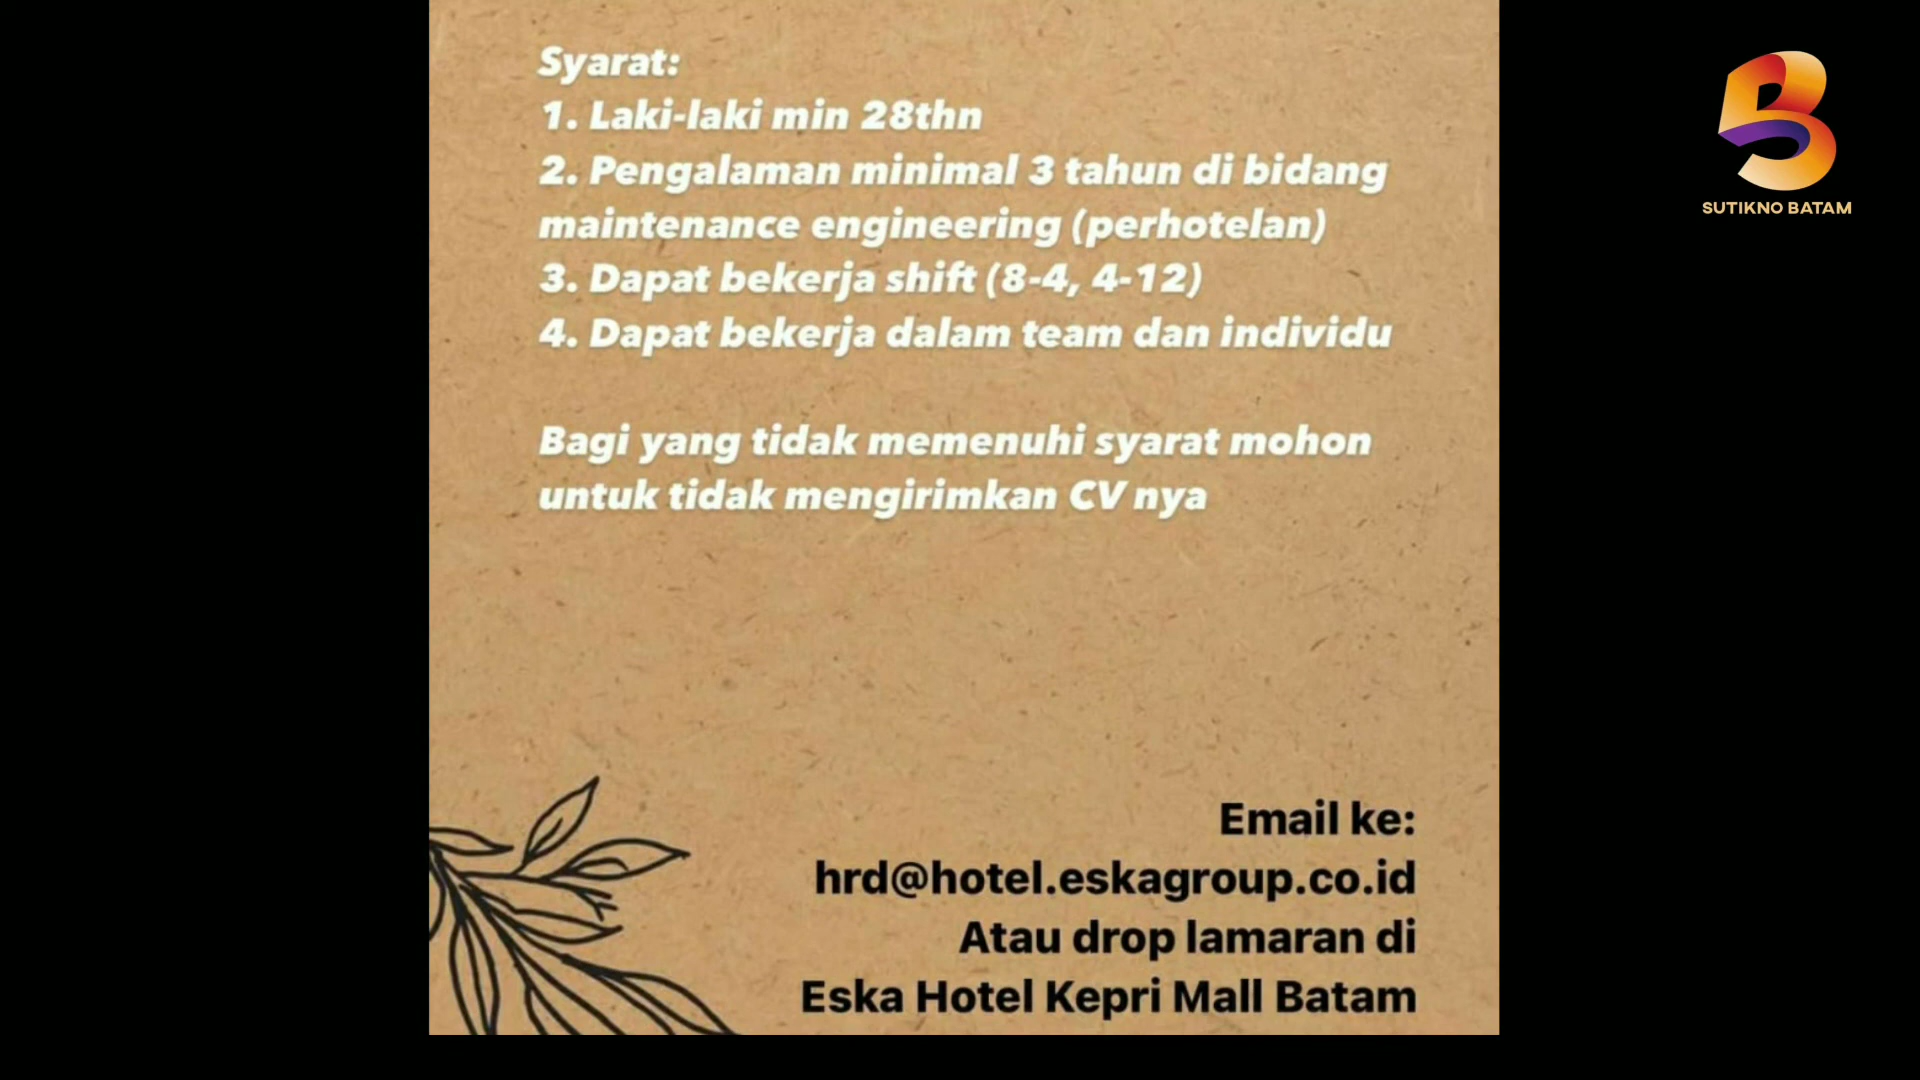 Syarat:
1. Laki-laki min 28thn
2. Pengalaman minimal 3 tahun di bidang
maintenance engineering (perhotelan)
3. Dapat bekerja shift (8-4, 4-12)
4. Dapat bekerja dalam team dan individu
Bagi yang tidak memenuhi syarat mohon
untuk tidak mengirimkan CV nya
Email ke:
hrd@hotel.eskagroup.co.id
Atau drop lamaran di
Eska Hotel Kepri Mall Batam
SUTIKNO BATAM